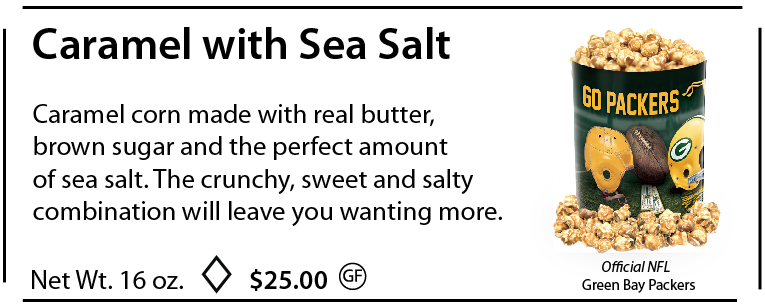 Caramel with Sea Salt
Caramel corn made with real butter,
brown sugar and the perfect amount
of sea salt. The crunchy, sweet and salty
combination will leave you wanting more.
Net Wt. 16 oz. ◊ $25.00 GF
GO PACKERS
G
Official NFL
Green Bay Packers